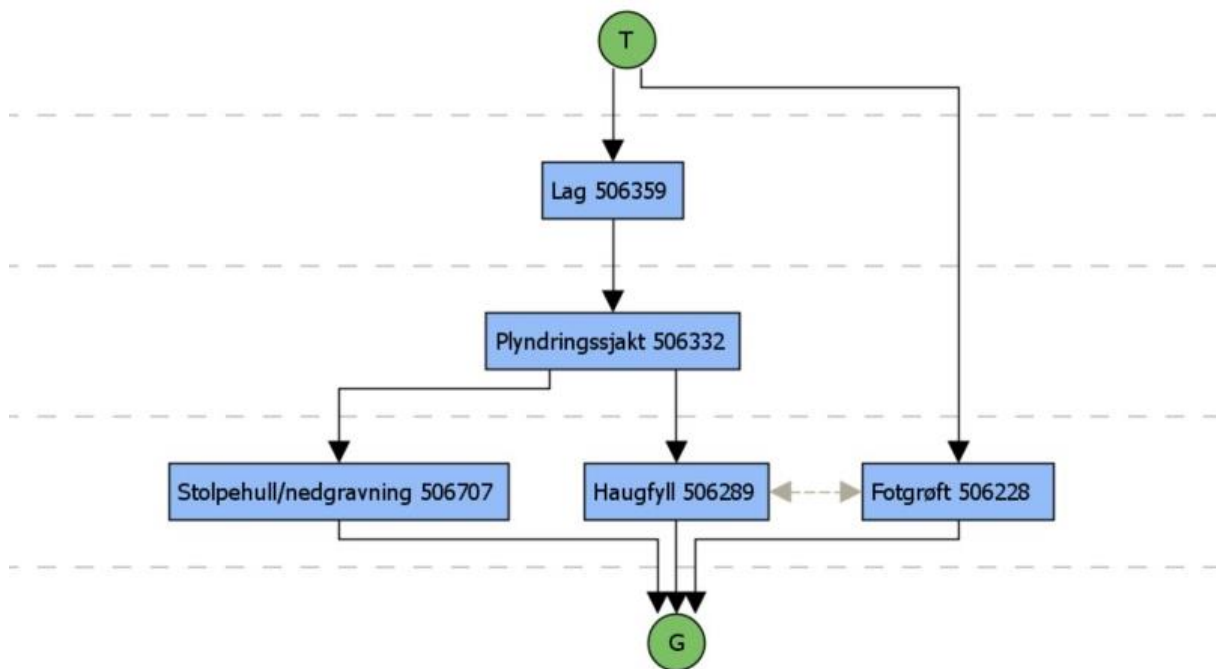 T
Lag 506359
Plyndringssjakt 506332
Stolpehull/nedgravning 506707
Haugfyll 506289
Fotgrøft 506228
G